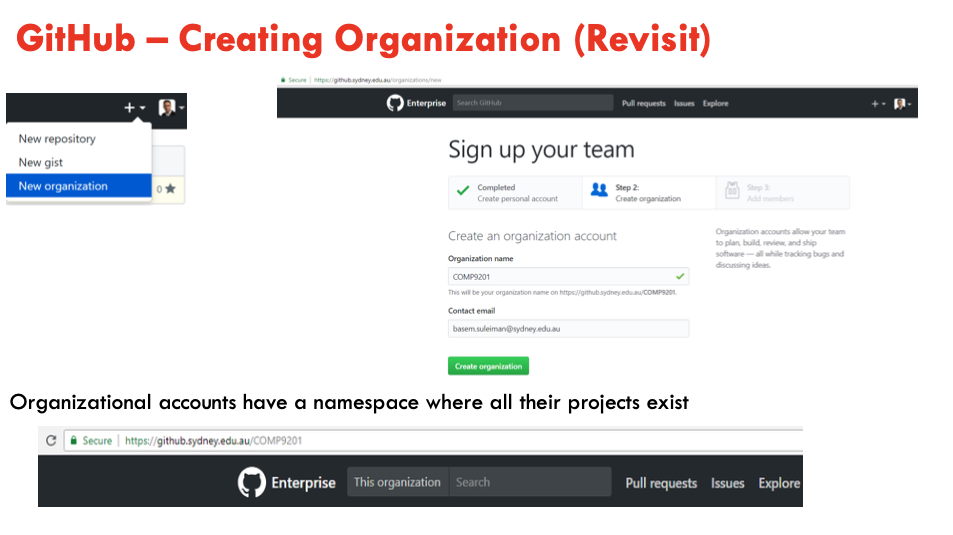 GitHub – Creating Organization (Revisit)
New repository
New gist
New organization
0
Secure | https://github.sydney.edu.au/organizations/new
Enterprise Search GitHub Pull requests Issues Explore
Sign up your team
Completed
Create personal account
Step 2:
Create organization
Step 3:
Add members
Create an organization account
Organization name
COMP9201
This will be your organization name on https://github.sydney.edu.au/COMP9201.
Contact email
basem.suleiman@sydney.edu.au
Create organization
Organization accounts allow your team
to plan, build, review, and ship
software — all while tracking bugs and
discussing ideas.
Organizational accounts have a namespace where all their projects exist
Secure | https://github.sydney.edu.au/COMP9201
Enterprise This organization Search Pull requests Issues Explore